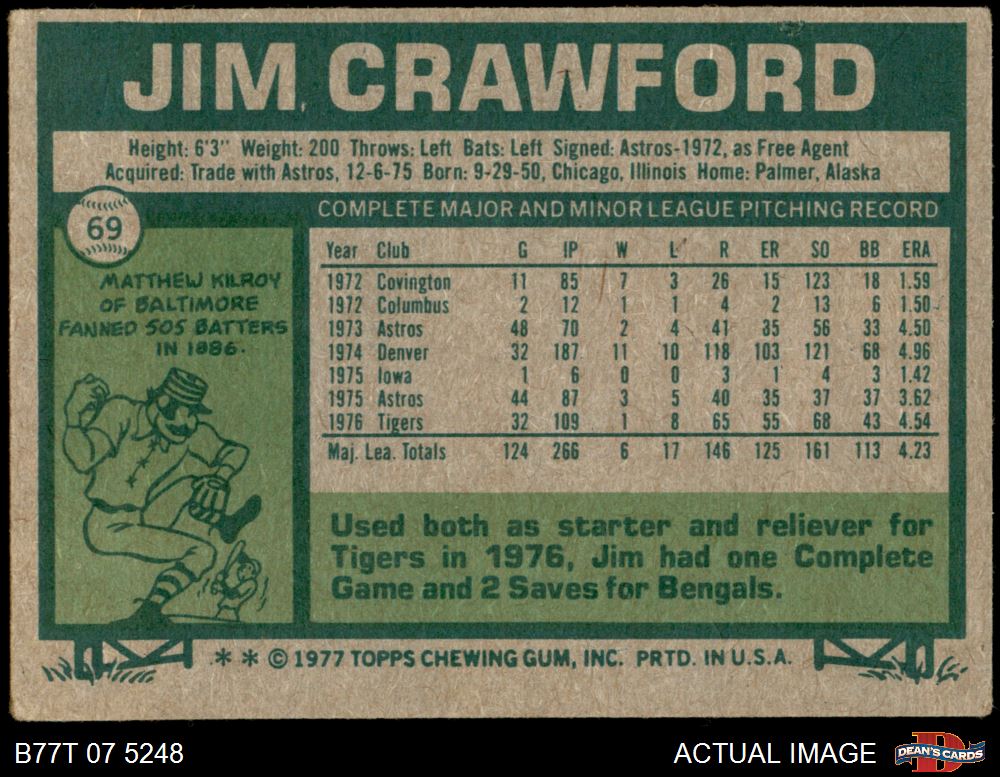 JIM CRAWFORD
Height: 6'3" Weight: 200 Throws: Left Bats: Left Signed: Astros-1972, as Free Agent
Acquired: Trade with Astros, 12-6-75 Born: 9-29-50, Chicago, Illinois Home: Palmer, Alaska
69
MATTHEW KILROY
OF BALTIMORE
FANNED 505 BATTERS
IN 1886.
COMPLETE MAJOR AND MINOR LEAGUE PITCHING RECORD
Year Club G IP W L R ER SO BB ERA
1972 Covington 11 85 7 3 26 15 123 18 1.59
1972 Columbus 2 12 1 1 4 2 13 6 1.50
1973 Astros 48 70 2 4 41 35 56 33 4.50
1974 Denver 32 187 11 10 118 103 121 68 4.96
1975 Iowa 1 6 0 0 3 1 4 3 1.42
1975 Astros 44 87 3 5 40 35 37 37 3.62
1976 Tigers 32 109 1 8 65 55 68 43 4.54
Maj. Lea. Totals 124 266 6 17 146 125 161 113 4.23
Used both as starter and reliever for
Tigers in 1976, Jim had one Complete
Game and 2 Saves for Bengals.
* * © 1977 TOPPS CHEWING GUM, INC. PRTD. IN U.S.A.
B77T 07 5248
ACTUAL IMAGE
D
DEAN'S CARDS